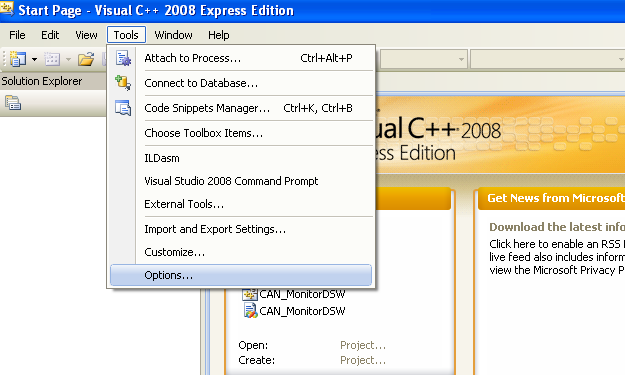 Start Page - Visual C++ 2008 Express Edition
File Edit View Tools Window Help
Attach to Process... Ctrl+Alt+P
Solution Explorer
Connect to Database...
Code Snippets Manager... Ctrl+K, Ctrl+B
Choose Toolbox Items...
ual C++ 2008
ess Edition
ILDasm
Visual Studio 2008 Command Prompt
External Tools...
Get News from Microsoft
Import and Export Settings...
Download the latest info
Customize...
Click here to enable an RSS
live feed also includes inform
view the Microsoft Privacy P
Options...
CAN_MonitorDSW
CAN_MonitorDSW
Open: Project...
Create: Project...